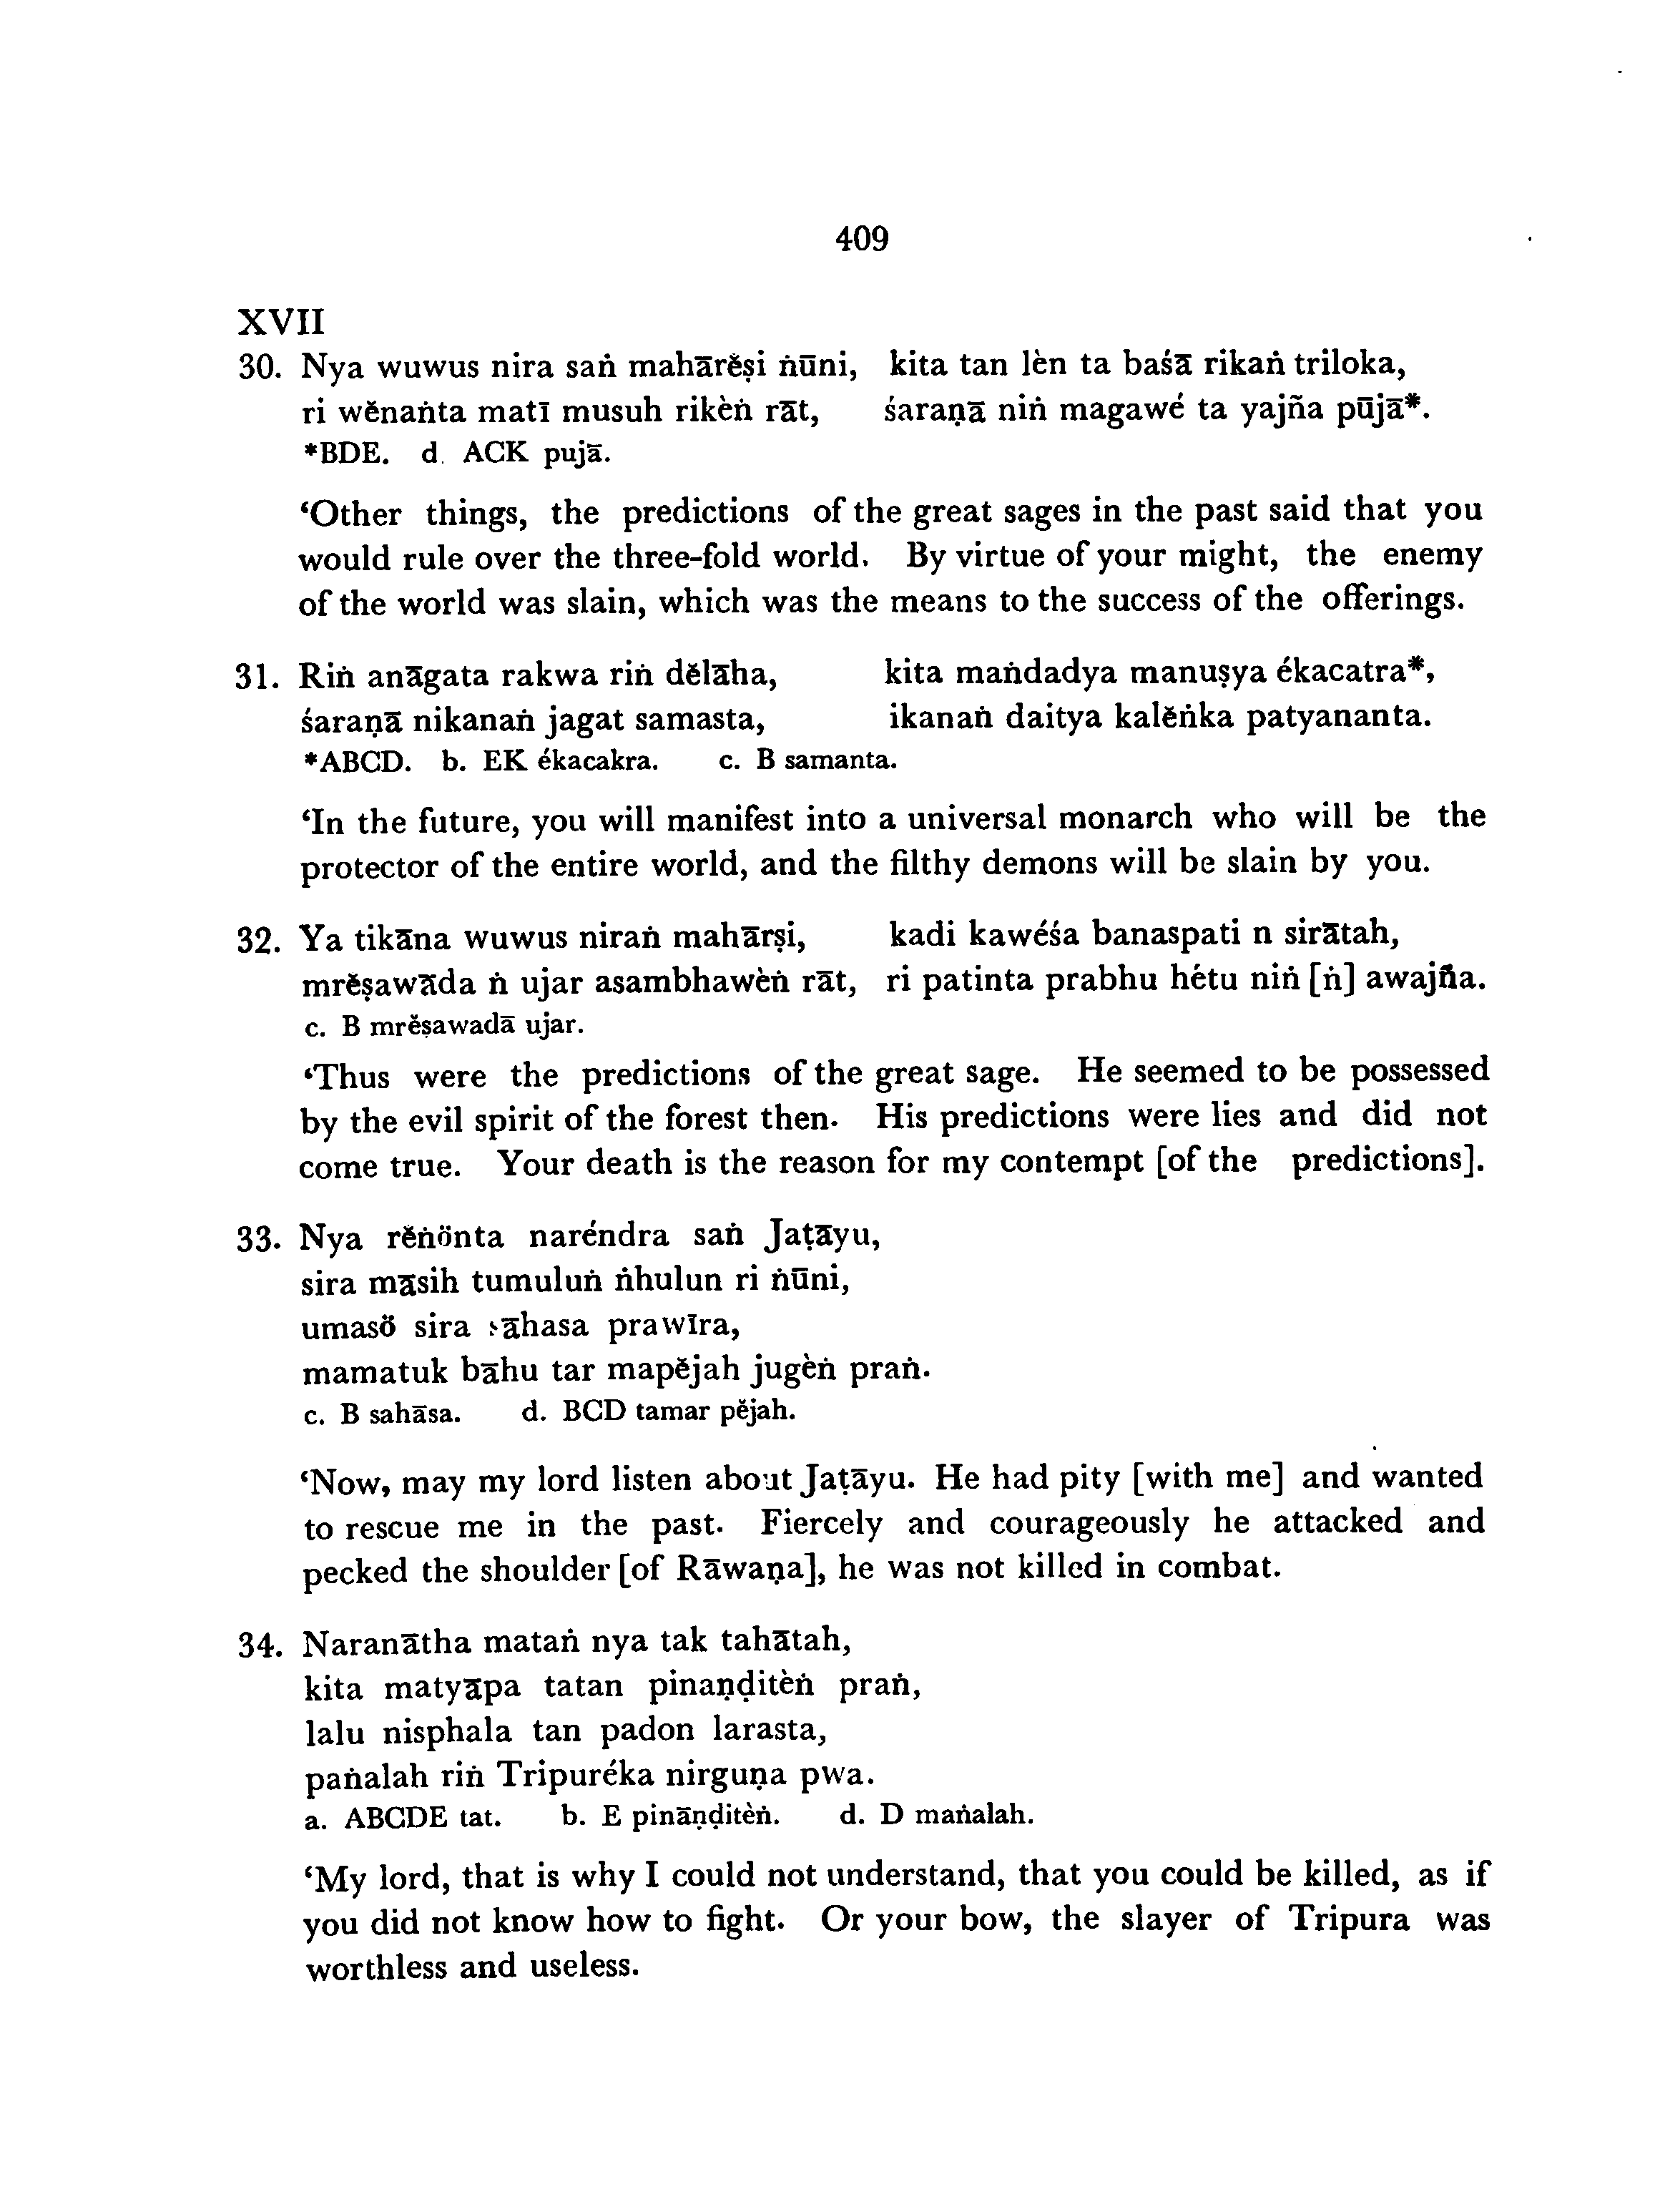 409
XVII
30. Nya wuwus nira saṅ mahārĕṣi ṅūni, kita tan lèn ta baśā rikaṅ triloka,
ri wĕnaṅta matī musuh rikèṅ rāt, śaraṇā niṅ magawé ta yajña pūjā*.
*BDE. d. ACK pujā.
‘Other things, the predictions of the great sages in the past said that you
would rule over the three-fold world. By virtue of your might, the enemy
of the world was slain, which was the means to the success of the offerings.
31. Riṅ anāgata rakwa riṅ dĕlāha, kita maṅdadya manuṣya ékacatra*,
śaraṇā nikanaṅ jagat samasta, ikanaṅ daitya kalĕṅka patyananta.
*ABCD. b. EK ékacakra. c. B samanta.
‘In the future, you will manifest into a universal monarch who will be the
protector of the entire world, and the filthy demons will be slain by you.
32. Ya tikāna wuwus niraṅ mahārṣi, kadi kawéśa banaspati n sirātah,
mrĕṣawāda ṅ ujar asambhawèṅ rāt, ri patinta prabhu hétu niṅ [ṅ] awajña.
c. B mrĕṣawadā ujar.
‘Thus were the predictions of the great sage. He seemed to be possessed
by the evil spirit of the forest then. His predictions were lies and did not
come true. Your death is the reason for my contempt [of the predictions].
33. Nya rĕṅönta naréndra saṅ Jaṭāyu,
sira māsih tumuluṅ ṅhulun ri ṅūni,
umasö sira sāhasa prawīra,
mamatuk bāhu tar mapĕjah jugèṅ praṅ.
c. B sahāsa. d. BCD tamar pĕjah.
‘Now, may my lord listen about Jaṭāyu. He had pity [with me] and wanted
to rescue me in the past. Fiercely and courageously he attacked and
pecked the shoulder [of Rāwaṇa], he was not killed in combat.
34. Naranātha mataṅ nya tak tahātah,
kita matyāpa tatan pinaṇḍitèṅ praṅ,
lalu nisphala tan padon larasta,
paṅalah riṅ Tripuréka nirguṇa pwa.
a. ABCDE tat. b. E pināṇḍitèṅ. d. D maṅalah.
‘My lord, that is why I could not understand, that you could be killed, as if
you did not know how to fight. Or your bow, the slayer of Tripura was
worthless and useless.